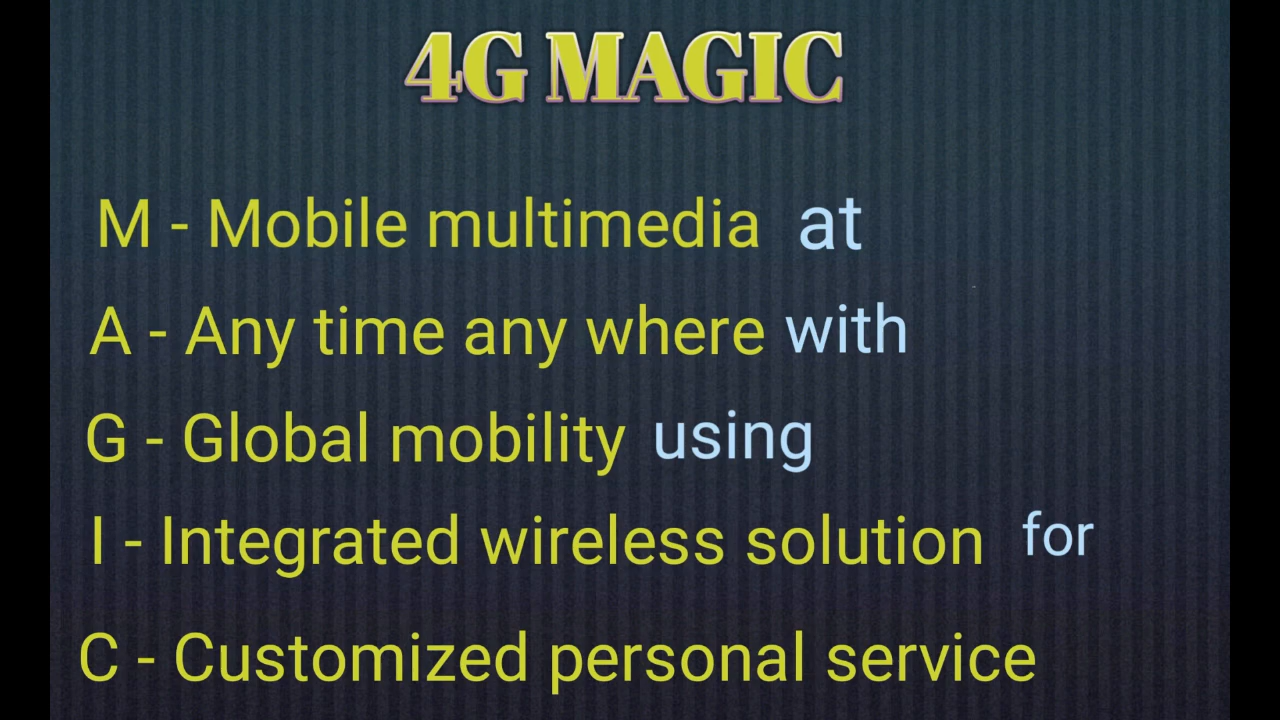 4G MAGIC
M - Mobile multimedia at
A - Any time any where with
G - Global mobility using
I - Integrated wireless solution for
C - Customized personal service